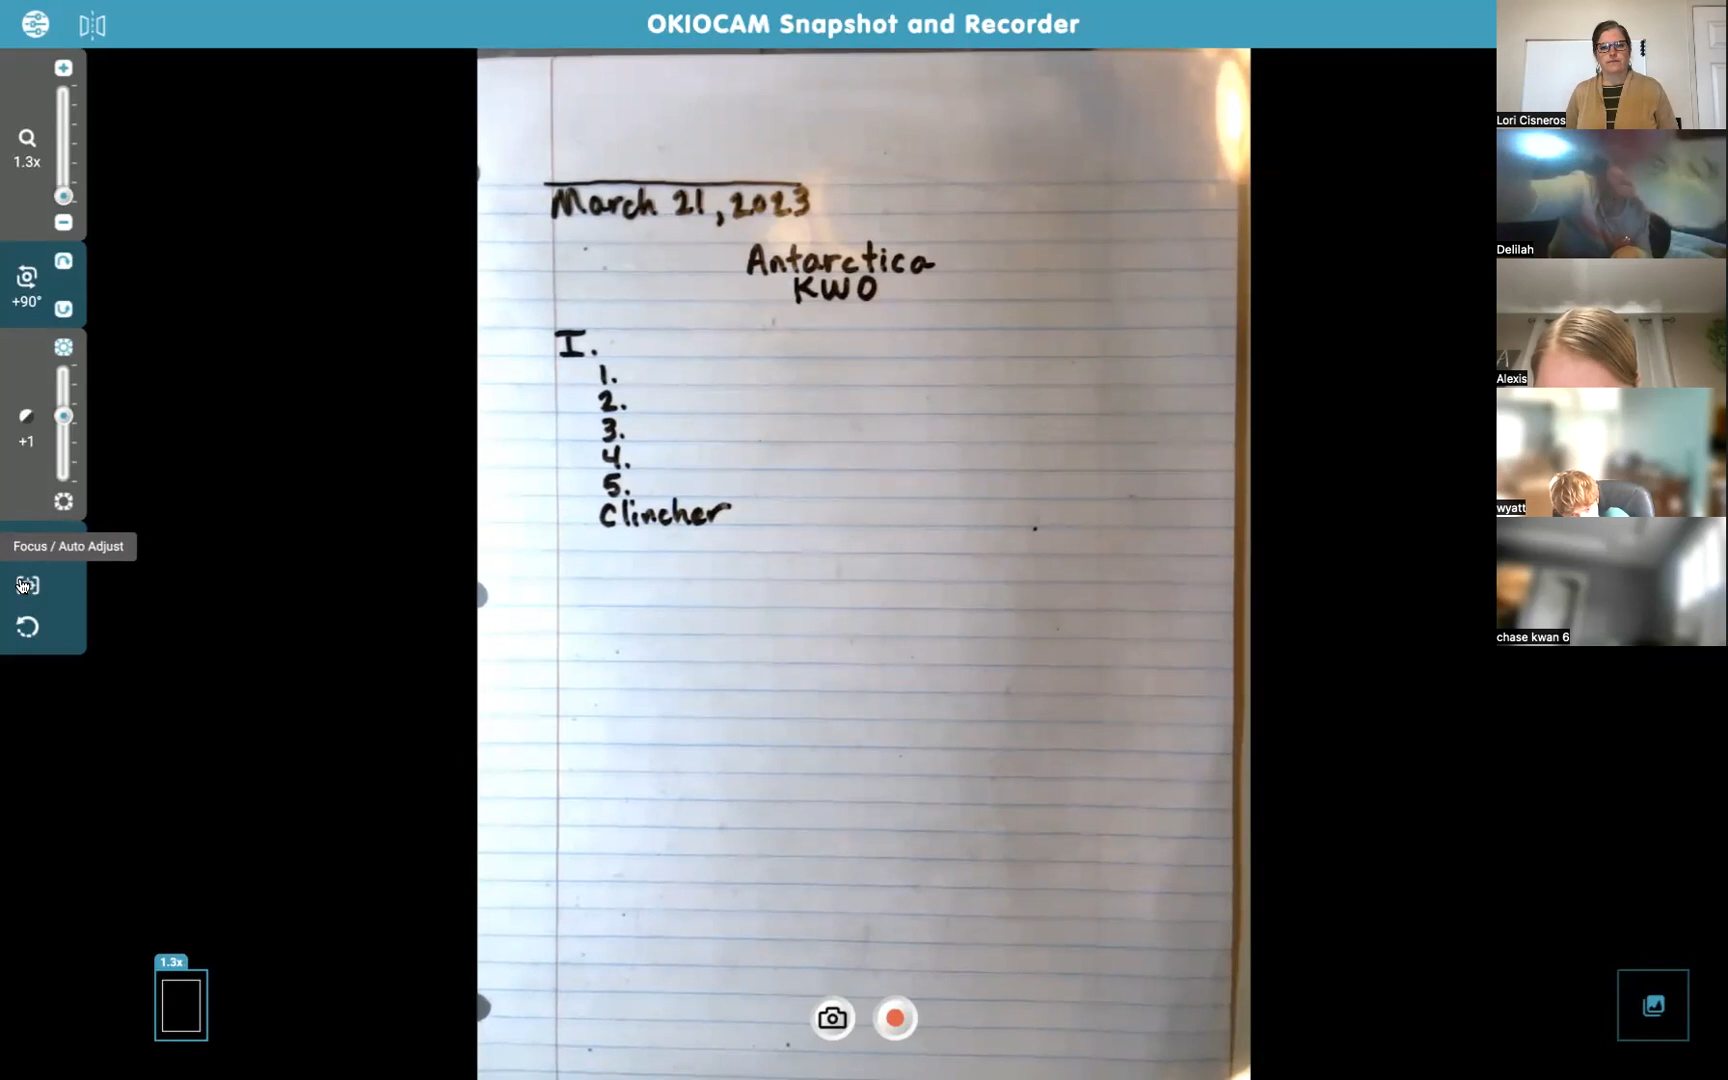 OKIOCAM Snapshot and Recorder
1.3x
+90°
+1
Focus / Auto Adjust
March 21, 2023
Antarctica
KWO
I.
1.
2.
3.
4.
5.
Clincher
1.3x
Lori Cisneros
Delilah
Alexis
wyatt
chase kwan 6